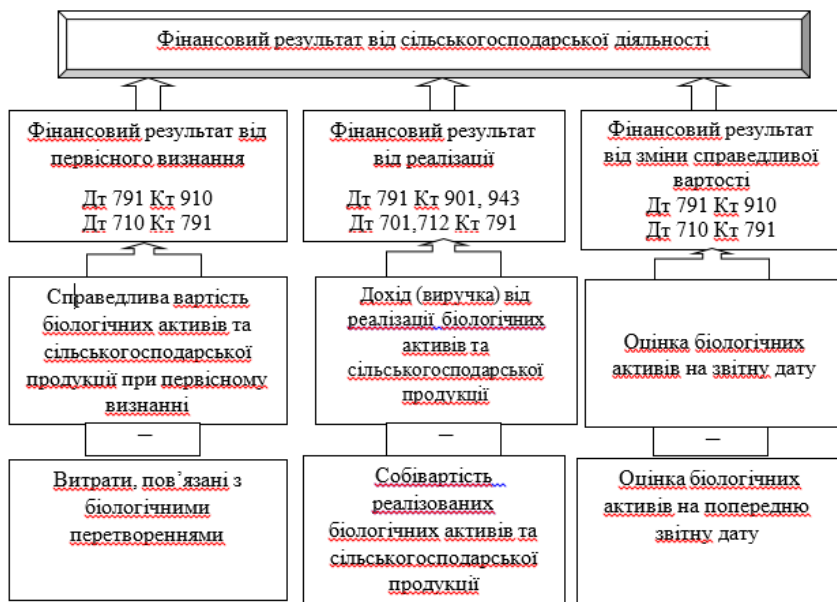 Фінансовий результат від сільськогосподарської діяльності
Фінансовий результат від
первісного визнання
Дт 791 Кт 910
Дт 710 Кт 791
Фінансовий результат
від реалізації
Дт 791 Кт 901, 943
Дт 701,712 Кт 791
Фінансовий результат
від зміни справедливої
вартості
Дт 791 Кт 910
Дт 710 Кт 791
Справедлива вартість
біологічних активів та
сільськогосподарської
продукції при первісному
визнанні
Дохід (виручка) від
реалізації біологічних
активів та
сільськогосподарської
продукції
Оцінка біологічних
активів на звітну дату
–
–
–
Витрати, пов’язані з
біологічними
перетвореннями
Собівартість
реалізованих
біологічних активів та
сільськогосподарської
продукції
Оцінка біологічних
активів на попередню
звітну дату